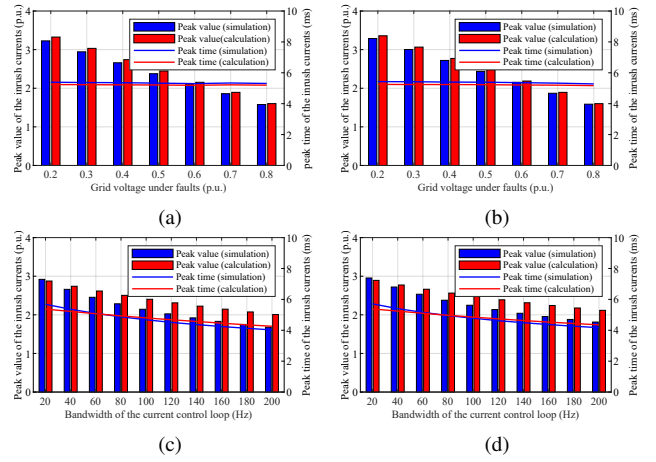 Peak value of the inrush currents (p.u.)
4
3
2
1
0
Peak value (simulation)
Peak value(calculation)
Peak time (simulation)
Peak time (calculation)
10
8
6
4
2
0
peak time of the inrush currents (ms)
0.2 0.3 0.4 0.5 0.6 0.7 0.8
Grid voltage under faults (p.u.)
(a)
Peak value of the inrush currents (p.u.)
4
3
2
1
0
Peak value (simulation)
Peak value (calculation)
Peak time (simulation)
Peak time (calculation)
10
8
6
4
2
0
Peak time of the inrush currents (ms)
0.2 0.3 0.4 0.5 0.6 0.7 0.8
Grid voltage under faults (p.u.)
(b)
Peak value of the inrush currents (p.u.)
4
3
2
1
0
Peak value (simulation)
Peak value (calculation)
Peak time (simulation)
Peak time (calculation)
10
8
6
4
2
0
Peak time of the inrush currents (ms)
20 40 60 80 100 120 140 160 180 200
Bandwidth of the current control loop (Hz)
(c)
Peak value of the inrush currents (p.u.)
4
3
2
1
0
Peak value (simulation)
Peak value (calculation)
Peak time (simulation)
Peak time (calculation)
10
8
6
4
2
0
Peak time of the inrush currents (ms)
20 40 60 80 100 120 140 160 180 200
Bandwidth of the current control loop (Hz)
(d)